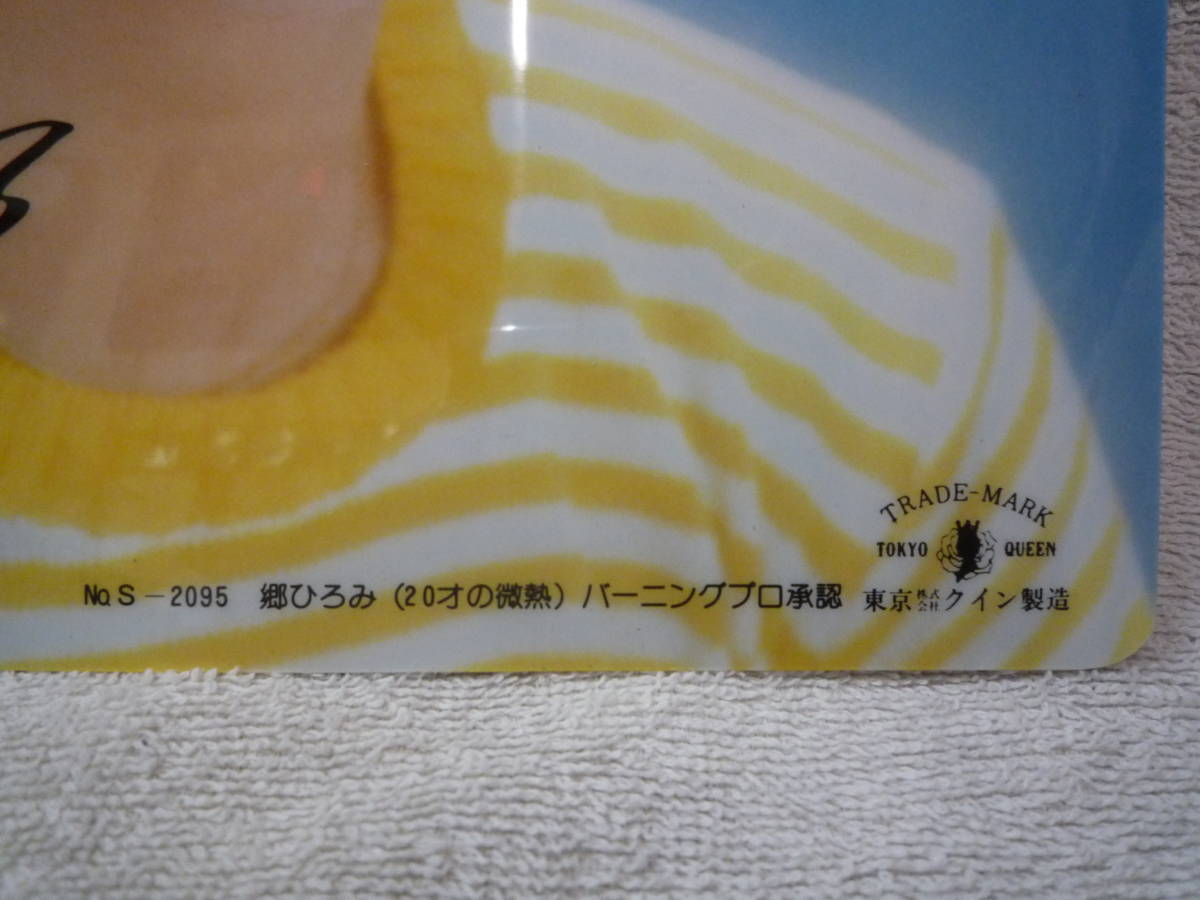 TRADE-MARK
TOKYO QUEEN
No.S-2095 郷ひろみ (20才の微熱) バーニングプロ承認 東京株式会社クイン製造